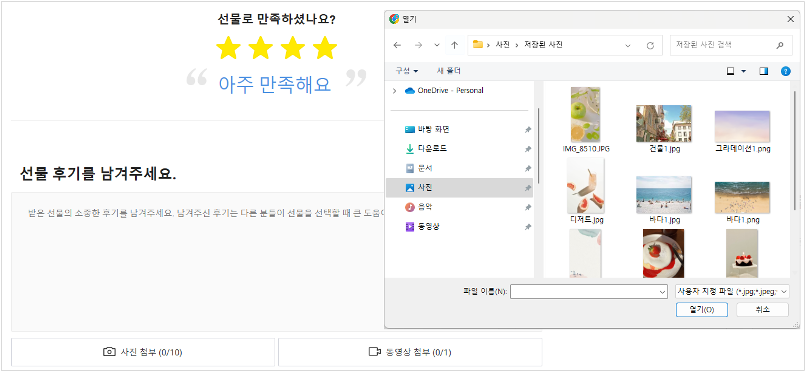 선물로 만족하셨나요?
❝ 아주 만족해요 ❞
선물 후기를 남겨주세요.
받은 선물의 소중한 후기를 남겨주세요. 남겨주신 후기는 다른 분들이 선물을 선택할 때 큰 도움이
사진 첨부 (0/10)
동영상 첨부 (0/1)
열기
사진 › 저장된 사진
저장된 사진 검색
구성
새 폴더
OneDrive - Personal
바탕 화면
다운로드
문서
사진
음악
동영상
IMG_8510.JPG
건물1.jpg
그라데이션1.png
디저트.jpg
바다1.jpg
바다1.png
파일 이름(N):
사용자 지정 파일 (*.jpg;*.jpeg;
열기(O)
취소